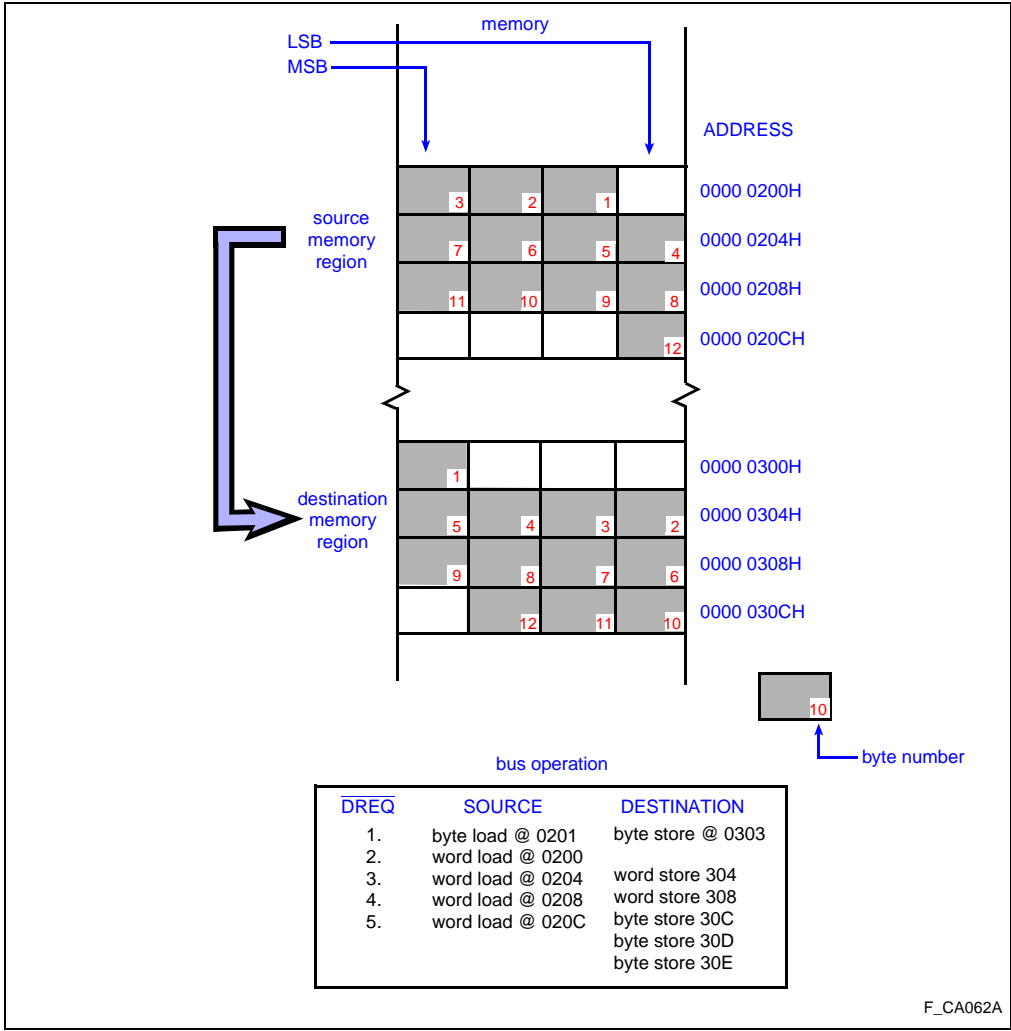 memory
LSB
MSB
ADDRESS
3 2 1 0000 0200H
source
memory
region
7 6 5 4 0000 0204H
11 10 9 8 0000 0208H
12 0000 020CH
1 0000 0300H
destination
memory
region
5 4 3 2 0000 0304H
9 8 7 6 0000 0308H
12 11 10 0000 030CH
10
byte number
bus operation
DREQ SOURCE DESTINATION
1. byte load @ 0201 byte store @ 0303
2. word load @ 0200
3. word load @ 0204 word store 304
4. word load @ 0208 word store 308
5. word load @ 020C byte store 30C
byte store 30D
byte store 30E
F_CA062A